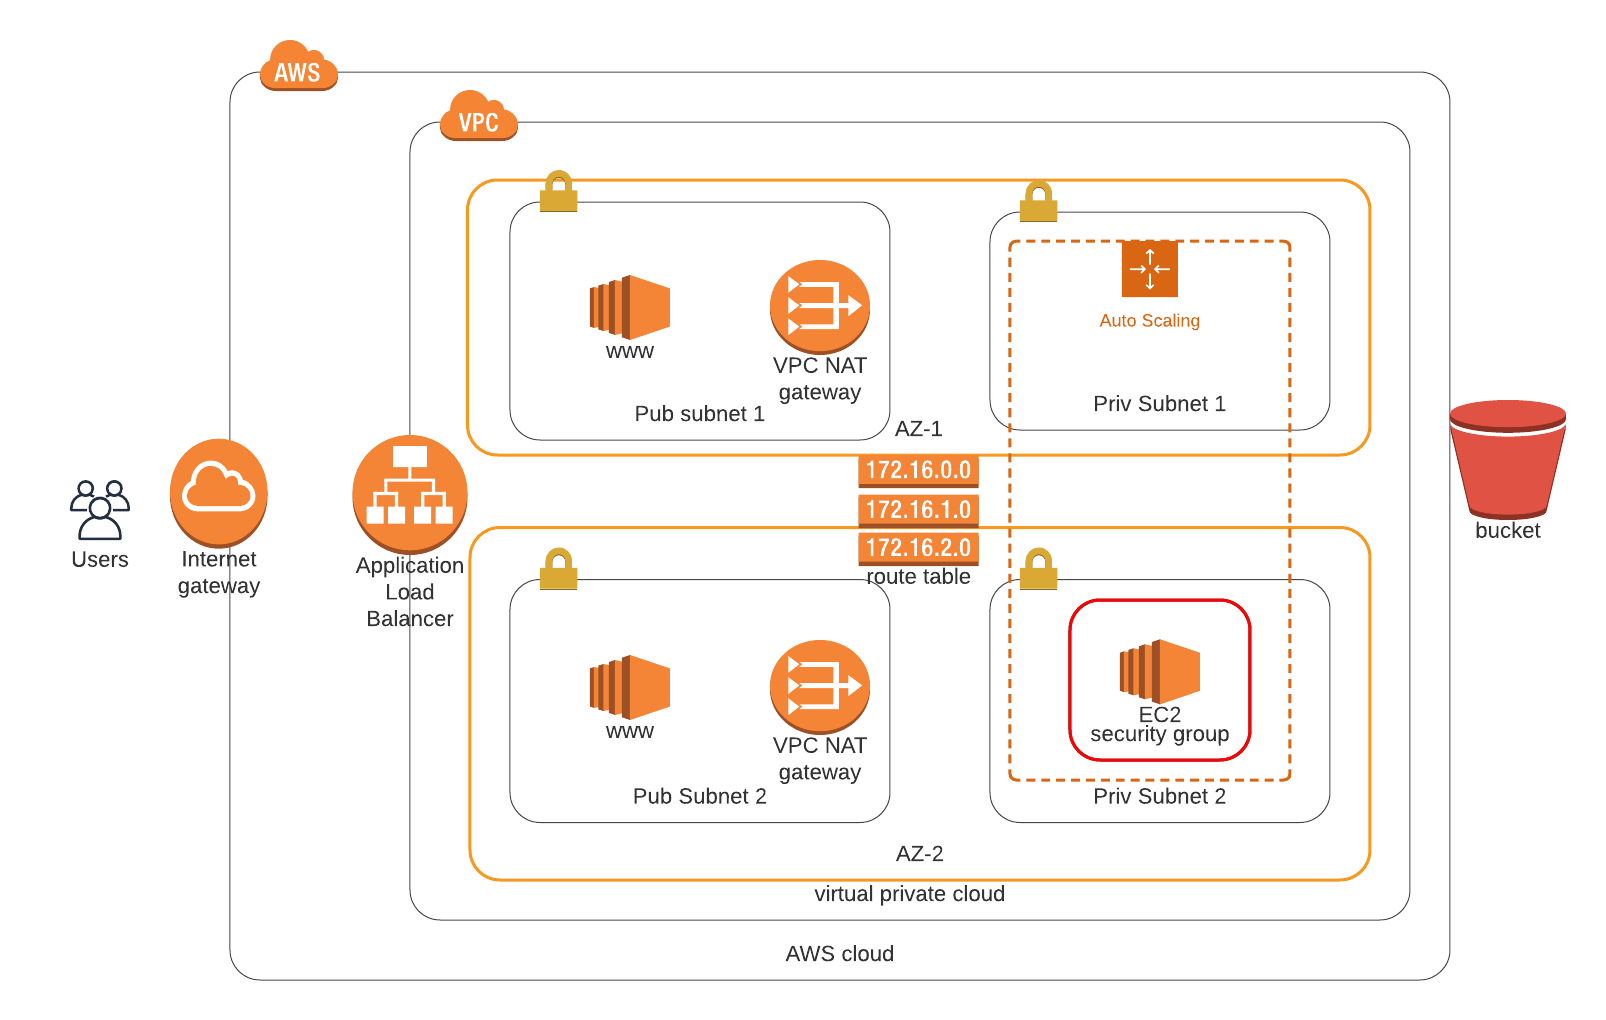 AWS
VPC
www
VPC NAT
gateway
Pub subnet 1
Auto Scaling
Priv Subnet 1
AZ-1
172.16.0.0
172.16.1.0
172.16.2.0
route table
Users
Internet
gateway
Application
Load
Balancer
bucket
www
VPC NAT
gateway
Pub Subnet 2
EC2
security group
Priv Subnet 2
AZ-2
virtual private cloud
AWS cloud